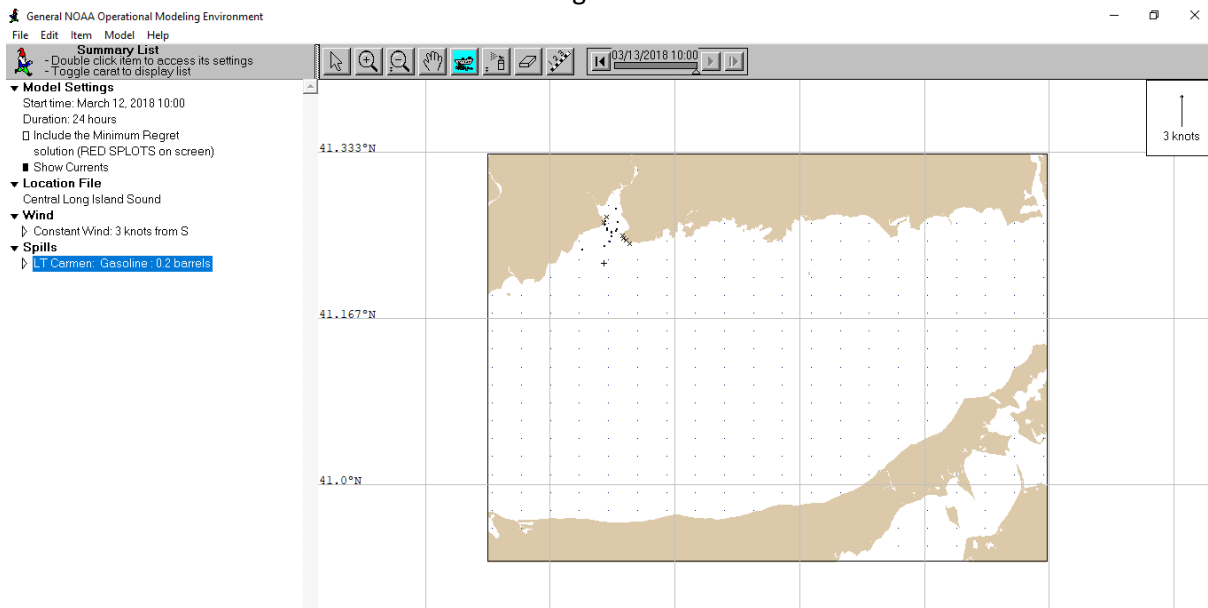 General NOAA Operational Modeling Environment
File Edit Item Model Help
Summary List
- Double click item to access its settings
- Toggle carat to display list
03/13/2018 10:00
Model Settings
Start time: March 12, 2018 10:00
Duration: 24 hours
Include the Minimum Regret
solution (RED SPLOTS on screen)
Show Currents
Location File
Central Long Island Sound
Wind
Constant Wind: 3 knots from S
Spills
LT Carmen: Gasoline : 0.2 barrels
3 knots
41.333°N
41.167°N
41.0°N